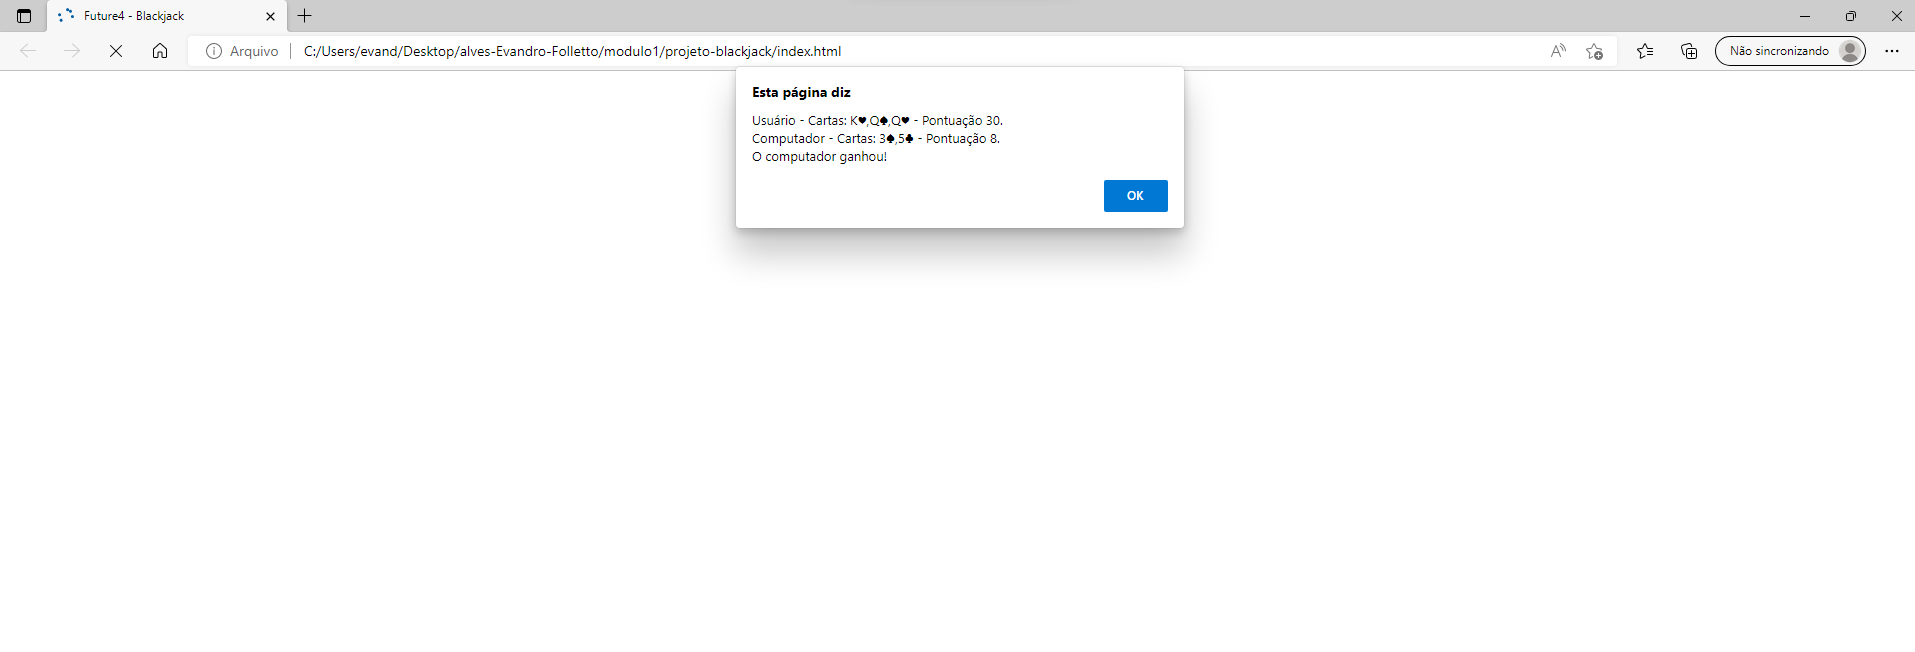 Future4 - Blackjack
Arquivo C:/Users/evand/Desktop/alves-Evandro-Folletto/modulo1/projeto-blackjack/index.html Não sincronizando
Esta página diz
Usuário - Cartas: K♥,Q♠,Q♥ - Pontuação 30.
Computador - Cartas: 3♠,5♣ - Pontuação 8.
O computador ganhou!
OK